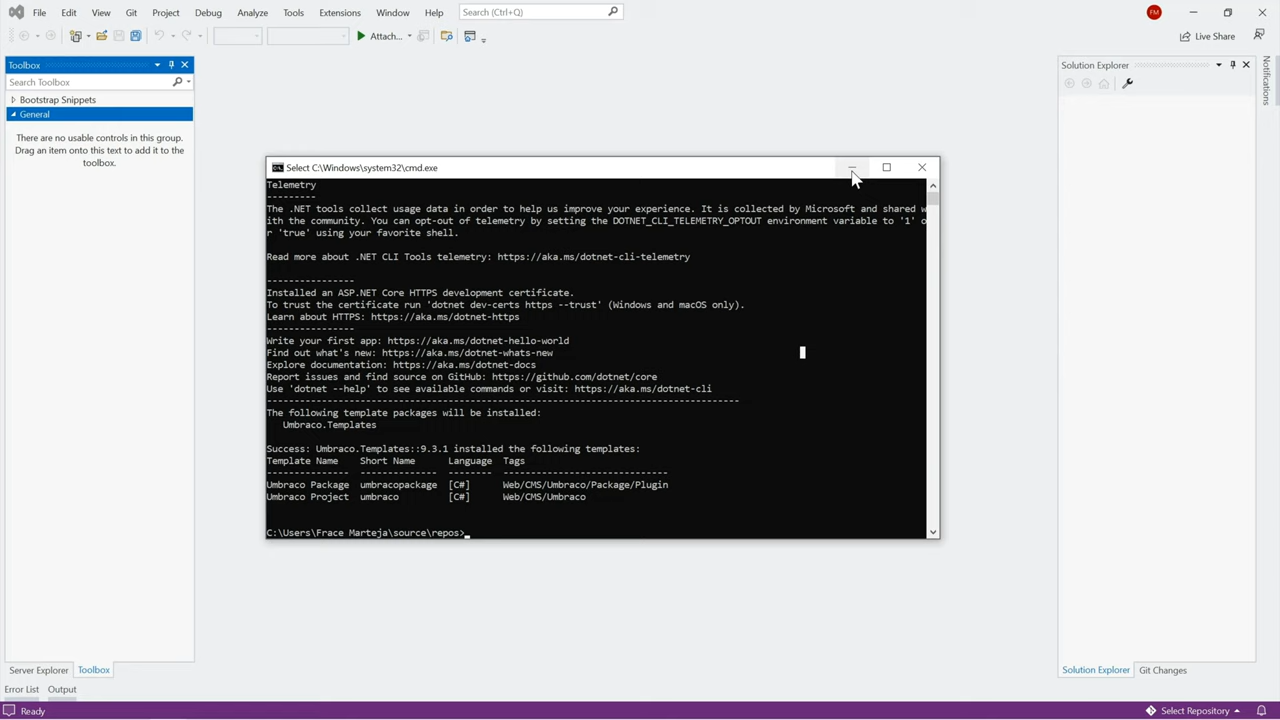 File Edit View Git Project Debug Analyze Tools Extensions Window Help Search (Ctrl+Q) FM
Attach... Live Share
Toolbox
Search Toolbox
Bootstrap Snippets
General
There are no usable controls in this group.
Drag an item onto this text to add it to the
toolbox.
Select C:\Windows\system32\cmd.exe
Telemetry
---------
The .NET tools collect usage data in order to help us improve your experience. It is collected by Microsoft and shared w
ith the community. You can opt-out of telemetry by setting the DOTNET_CLI_TELEMETRY_OPTOUT environment variable to '1' o
r 'true' using your favorite shell.
Read more about .NET CLI Tools telemetry: https://aka.ms/dotnet-cli-telemetry
----------------
Installed an ASP.NET Core HTTPS development certificate.
To trust the certificate run 'dotnet dev-certs https --trust' (Windows and macOS only).
Learn about HTTPS: https://aka.ms/dotnet-https
----------------
Write your first app: https://aka.ms/dotnet-hello-world
Find out what's new: https://aka.ms/dotnet-whats-new
Explore documentation: https://aka.ms/dotnet-docs
Report issues and find source on GitHub: https://github.com/dotnet/core
Use 'dotnet --help' to see available commands or visit: https://aka.ms/dotnet-cli
--------------------------------------------------------------------------------------
The following template packages will be installed:
Umbraco.Templates
Success: Umbraco.Templates::9.3.1 installed the following templates:
Template Name Short Name Language Tags
--------------- -------------- -------- ------------------------------
Umbraco Package umbracopackage [C#] Web/CMS/Umbraco/Package/Plugin
Umbraco Project umbraco [C#] Web/CMS/Umbraco
C:\Users\Frace Marteja\source\repos>
Solution Explorer
Notifications
Server Explorer Toolbox
Solution Explorer Git Changes
Error List Output
Ready Select Repository